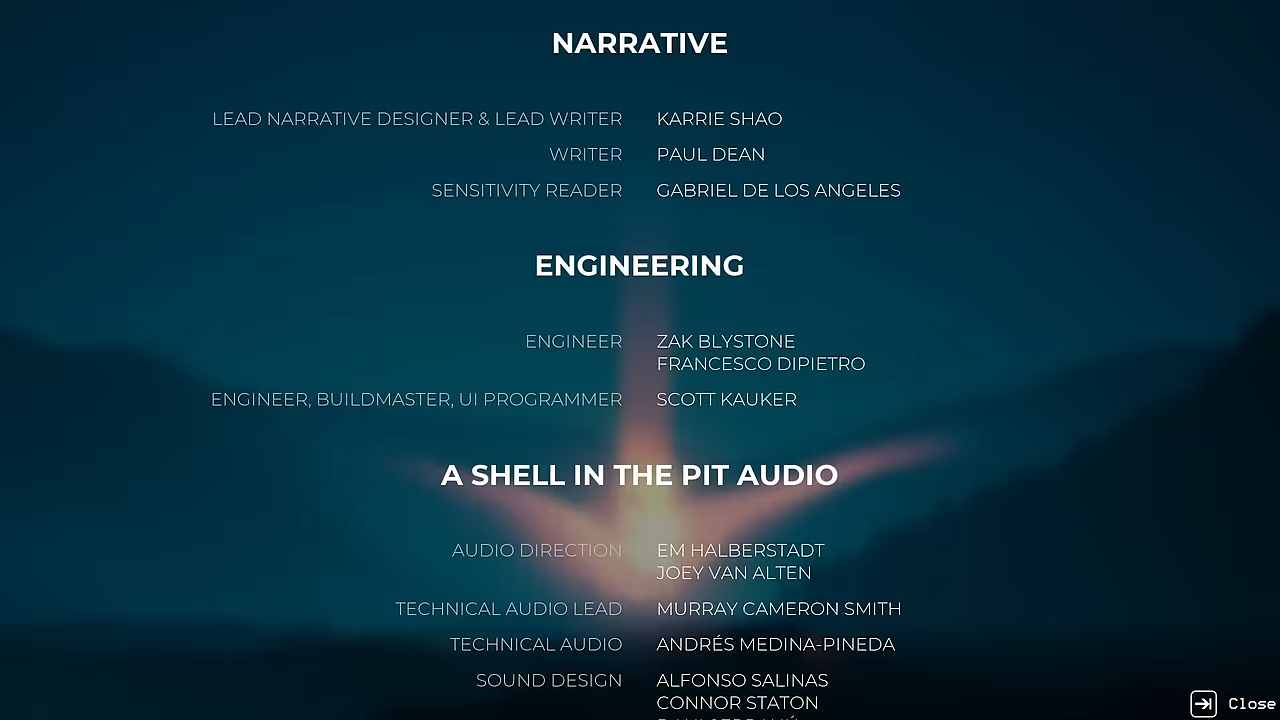 NARRATIVE
LEAD NARRATIVE DESIGNER & LEAD WRITER KARRIE SHAO
WRITER PAUL DEAN
SENSITIVITY READER GABRIEL DE LOS ANGELES
ENGINEERING
ENGINEER ZAK BLYSTONE
FRANCESCO DIPIETRO
ENGINEER, BUILDMASTER, UI PROGRAMMER SCOTT KAUKER
A SHELL IN THE PIT AUDIO
AUDIO DIRECTION EM HALBERSTADT
JOEY VAN ALTEN
TECHNICAL AUDIO LEAD MURRAY CAMERON SMITH
TECHNICAL AUDIO ANDRÉS MEDINA-PINEDA
SOUND DESIGN ALFONSO SALINAS
CONNOR STATON
Close